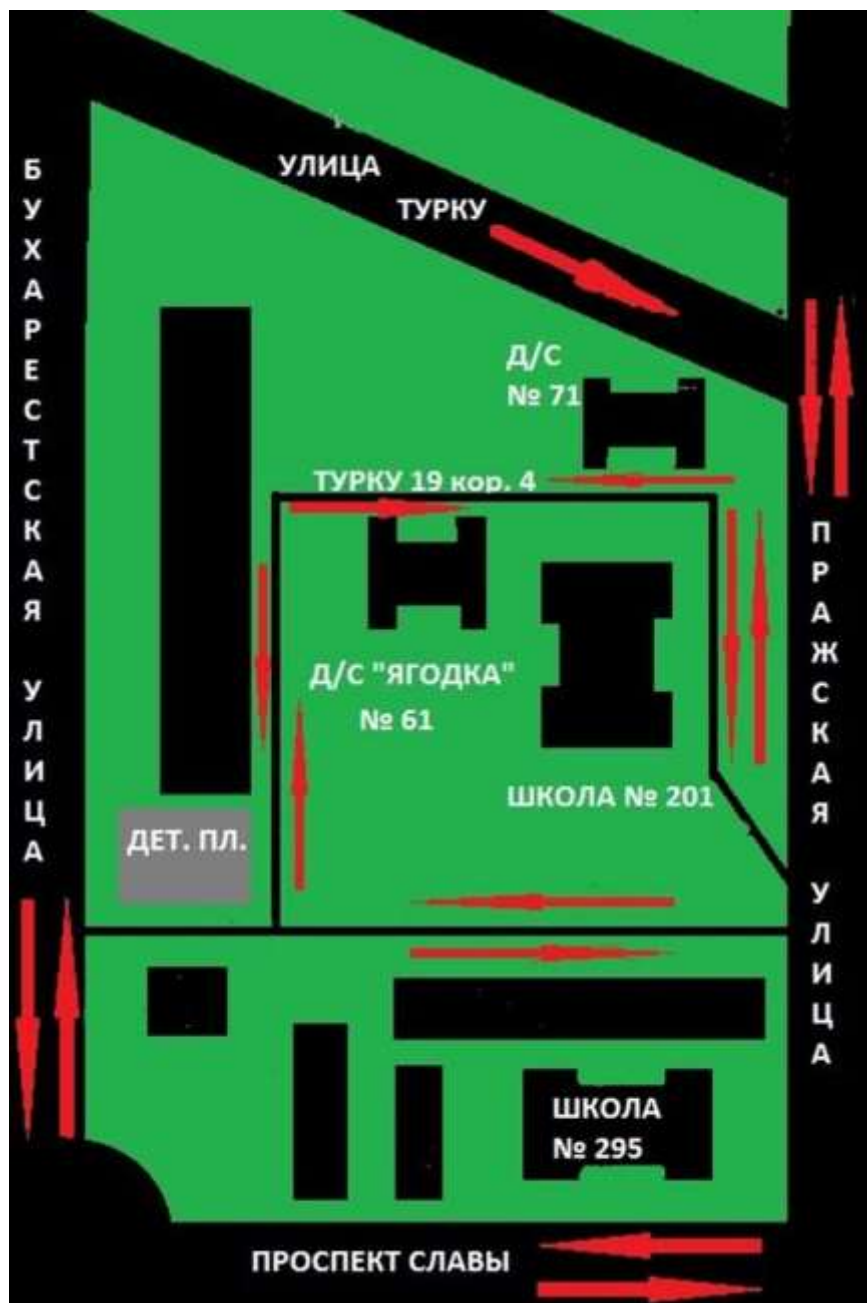 БУХАРЕСТСКАЯ УЛИЦА
УЛИЦА
ТУРКУ
Д/С
№ 71
ТУРКУ 19 кор. 4
ПРАЖСКАЯ УЛИЦА
Д/С "ЯГОДКА"
№ 61
ШКОЛА № 201
ДЕТ. ПЛ.
ШКОЛА
№ 295
ПРОСПЕКТ СЛАВЫ